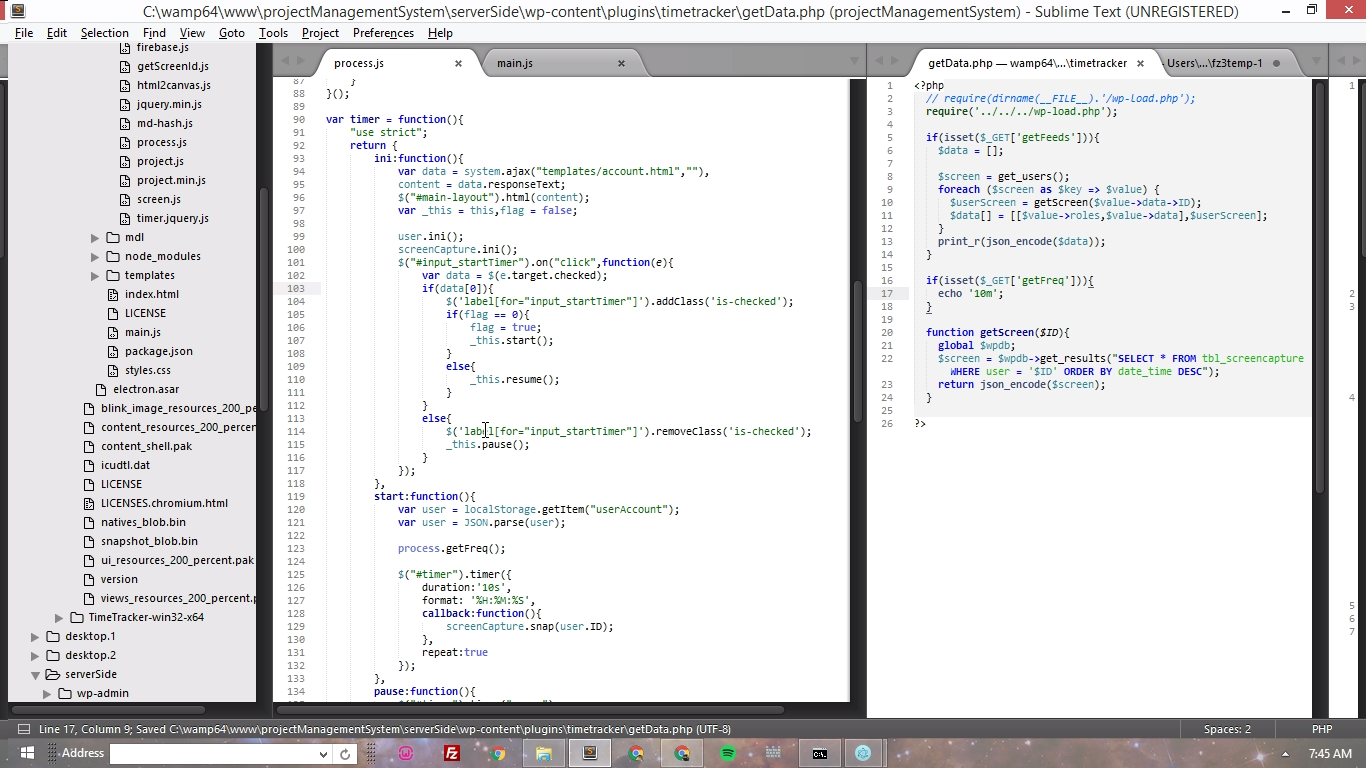 C:\wamp64\www\projectManagementSystem\serverSide\wp-content\plugins\timetracker\getData.php (projectManagementSystem) - Sublime Text (UNREGISTERED)
File Edit Selection Find View Goto Tools Project Preferences Help
firebase.js
getScreenId.js
html2canvas.js
jquery.min.js
md-hash.js
process.js
project.js
project.min.js
screen.js
timer.jquery.js
mdl
node_modules
templates
index.html
LICENSE
main.js
package.json
styles.css
electron.asar
blink_image_resources_200_pe
content_resources_200_percer
content_shell.pak
icudtl.dat
LICENSE
LICENSES.chromium.html
natives_blob.bin
snapshot_blob.bin
ui_resources_200_percent.pak
version
views_resources_200_percent.p
TimeTracker-win32-x64
desktop.1
desktop.2
serverSide
wp-admin
process.js × main.js ×
87 }
88 }();
89
90 var timer = function(){
91 "use strict";
92 return {
93 ini:function(){
94 var data = system.ajax("templates/account.html",""),
95 content = data.responseText;
96 $("#main-layout").html(content);
97 var _this = this,flag = false;
98
99 user.ini();
100 screenCapture.ini();
101 $("#input_startTimer").on("click",function(e){
102 var data = $(e.target.checked);
103 if(data[0]){
104 $('label[for="input_startTimer"]').addClass('is-checked');
105 if(flag == 0){
106 flag = true;
107 _this.start();
108 }
109 else{
110 _this.resume();
111 }
112 }
113 else{
114 $('label[for="input_startTimer"]').removeClass('is-checked');
115 _this.pause();
116 }
117 });
118 },
119 start:function(){
120 var user = localStorage.getItem("userAccount");
121 var user = JSON.parse(user);
122
123 process.getFreq();
124
125 $("#timer").timer({
126 duration:'10s',
127 format: '%H:%M:%S',
128 callback:function(){
129 screenCapture.snap(user.ID);
130 },
131 repeat:true
132 });
133 },
134 pause:function(){
getData.php — wamp64\...\timetracker × - Users\...\fz3temp-1
1 <?php
2 // require(dirname(__FILE__).'/wp-load.php');
3 require('../../../wp-load.php');
4
5 if(isset($_GET['getFeeds'])){
6 $data = [];
7
8 $screen = get_users();
9 foreach ($screen as $key => $value) {
10 $userScreen = getScreen($value->data->ID);
11 $data[] = [[$value->roles,$value->data],$userScreen];
12 }
13 print_r(json_encode($data));
14 }
15
16 if(isset($_GET['getFreq'])){
17 echo '10m';
18 }
19
20 function getScreen($ID){
21 global $wpdb;
22 $screen = $wpdb->get_results("SELECT * FROM tbl_screencapture
WHERE user = '$ID' ORDER BY date_time DESC");
23 return json_encode($screen);
24 }
25
26 ?>
1
2
3
4
5
6
7
Line 17, Column 9; Saved C:\wamp64\www\projectManagementSystem\serverSide\wp-content\plugins\timetracker\getData.php (UTF-8)
Spaces: 2 PHP
Address
7:45 AM